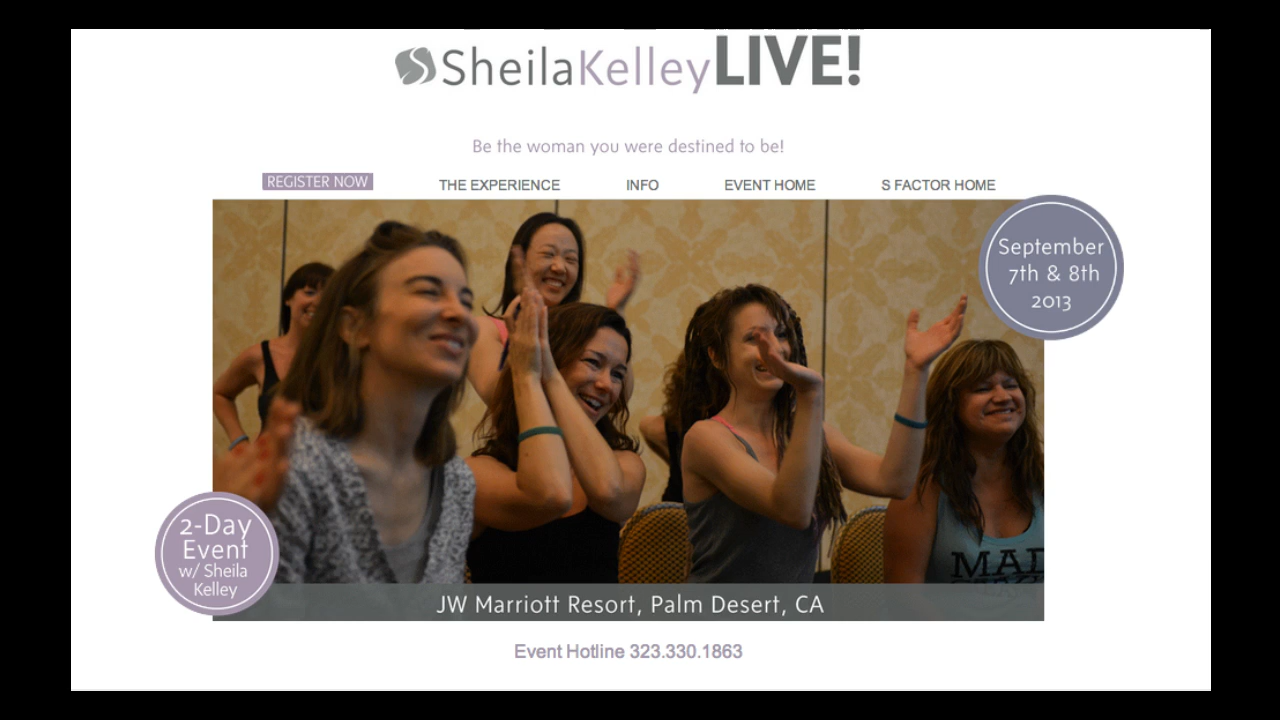 SheilaKelleyLIVE!
Be the woman you were destined to be!
REGISTER NOW THE EXPERIENCE INFO EVENT HOME S FACTOR HOME
September
7th & 8th
2013
2-Day
Event
w/ Sheila
Kelley
MAD
JW Marriott Resort, Palm Desert, CA
Event Hotline 323.330.1863